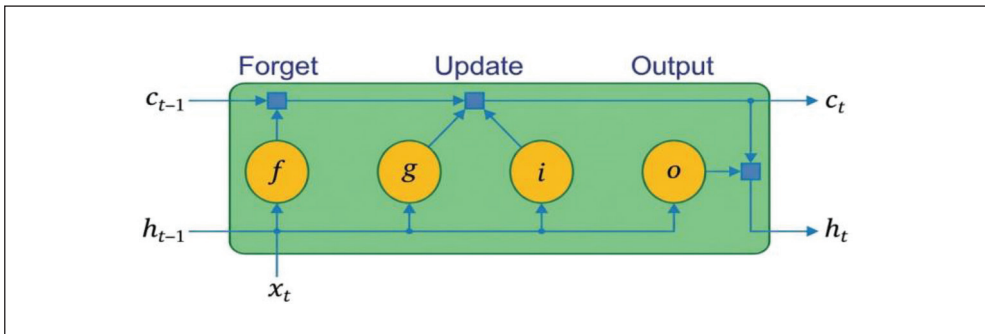 Forget Update Output
c_{t−1} c_t
f g i o
h_{t−1} h_t
x_t